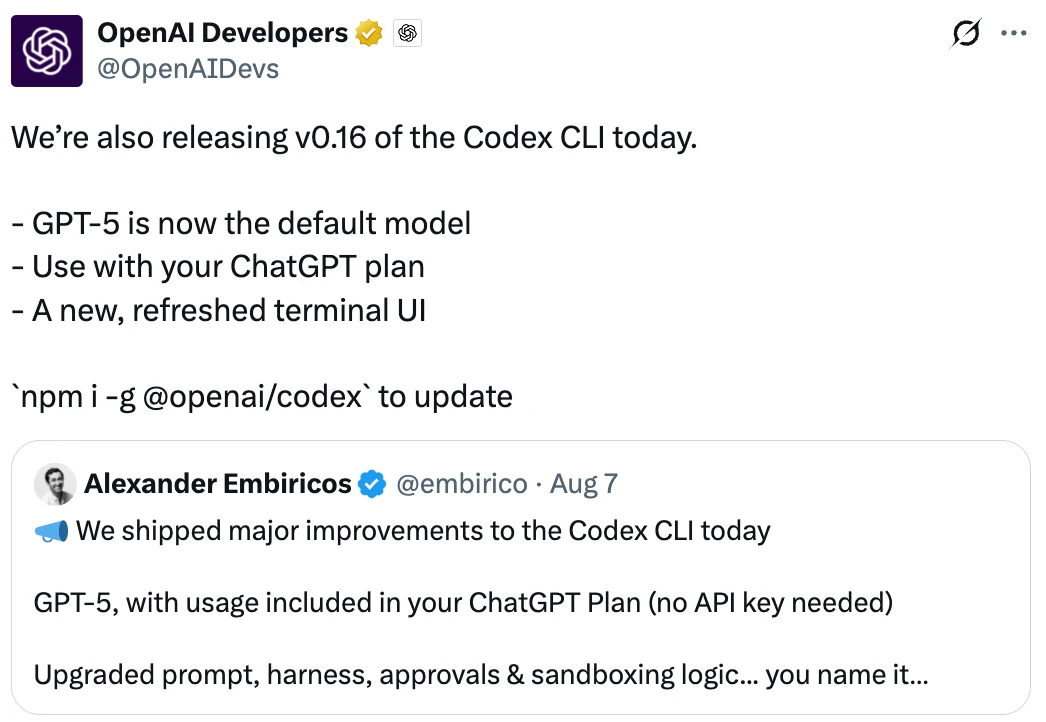 OpenAI Developers
@OpenAIDevs
We’re also releasing v0.16 of the Codex CLI today.
- GPT-5 is now the default model
- Use with your ChatGPT plan
- A new, refreshed terminal UI
`npm i -g @openai/codex` to update
Alexander Embiricos @embirico · Aug 7
We shipped major improvements to the Codex CLI today
GPT-5, with usage included in your ChatGPT Plan (no API key needed)
Upgraded prompt, harness, approvals & sandboxing logic... you name it...